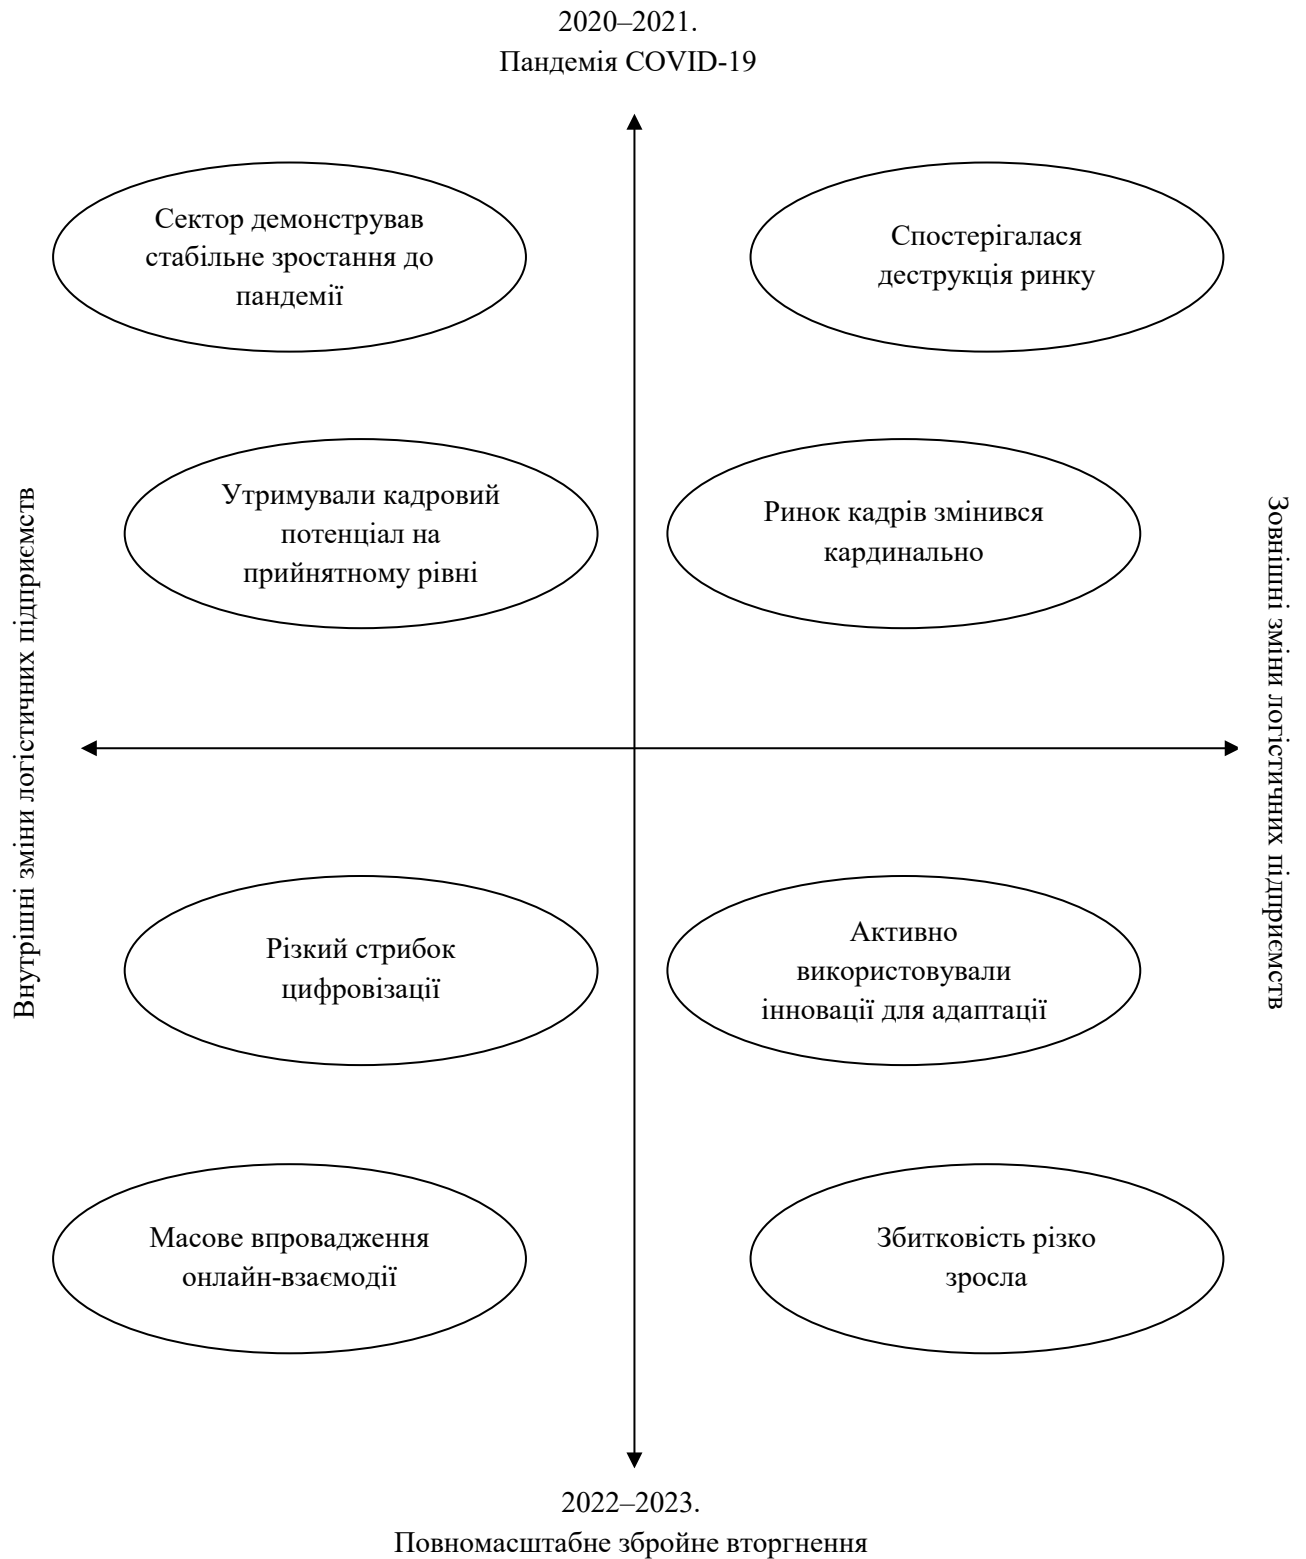 2020–2021.
Пандемія COVID-19
Сектор демонстрував
стабільне зростання до
пандемії
Спостерігалася
деструкція ринку
Утримували кадровий
потенціал на
прийнятному рівні
Ринок кадрів змінився
кардинально
Внутрішні зміни логістичних підприємств
Зовнішні зміни логістичних підприємств
Різкий стрибок
цифровізації
Активно
використовували
інновації для адаптації
Масове впровадження
онлайн-взаємодії
Збитковість різко
зросла
2022–2023.
Повномасштабне збройне вторгнення